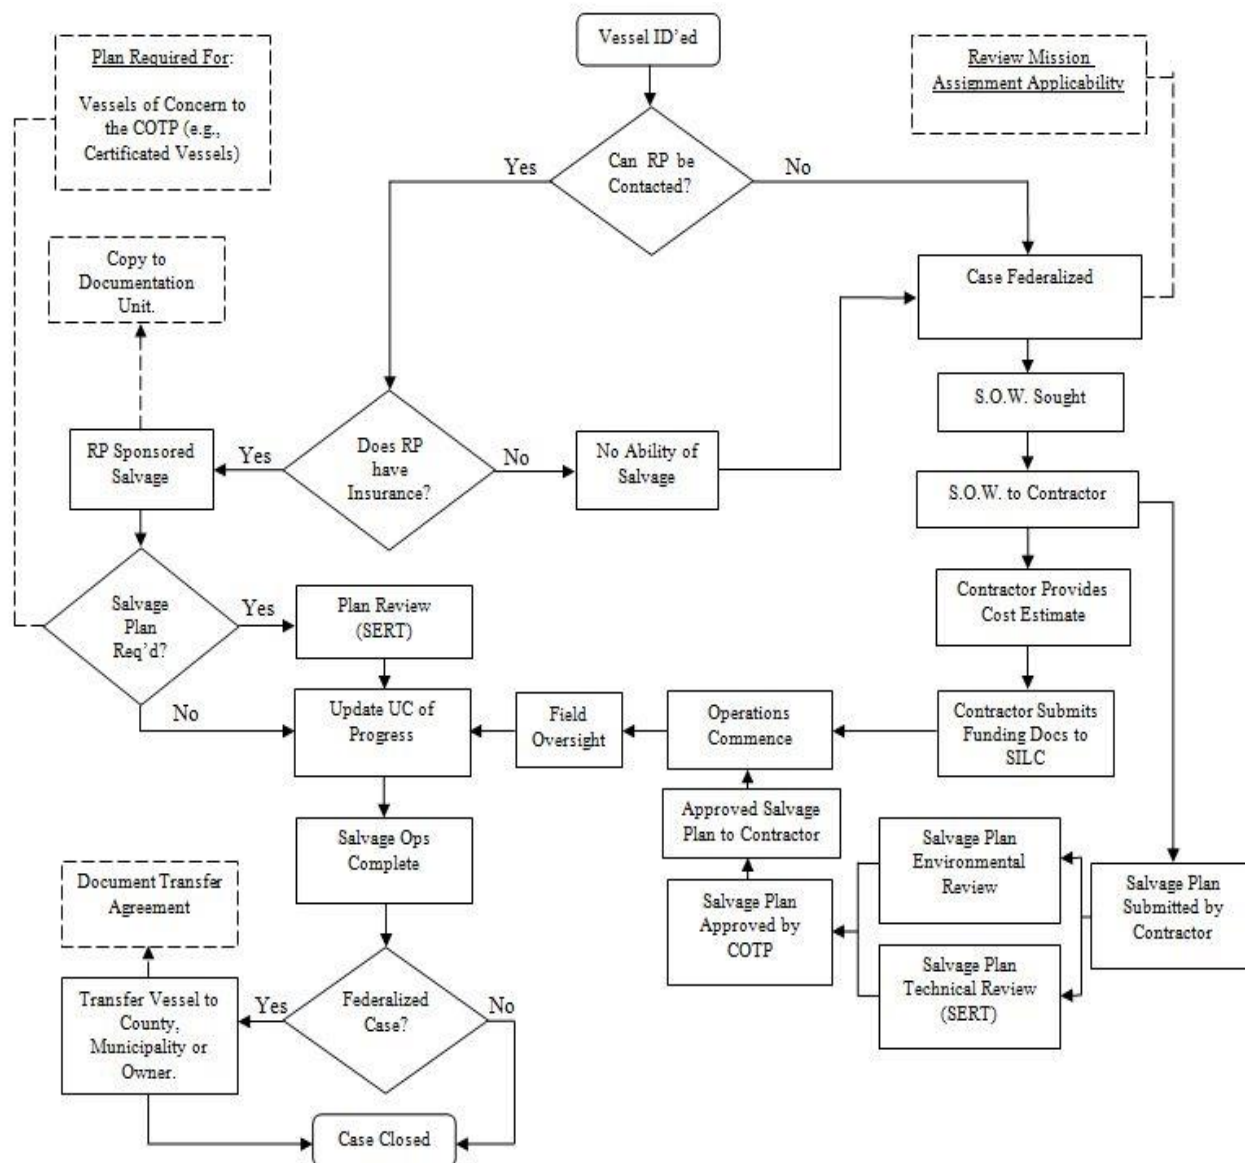 Vessel ID'ed
Plan Required For:
Vessels of Concern to
the COTP (e.g.,
Certificated Vessels)
Review Mission
Assignment Applicability
Can RP be
Contacted?
Yes
No
Copy to
Documentation
Unit.
Case Federalized
S.O.W. Sought
RP Sponsored
Salvage
Yes
Does RP
have
Insurance?
No
No Ability of
Salvage
S.O.W. to Contractor
Contractor Provides
Cost Estimate
Salvage
Plan
Req'd?
Yes
No
Plan Review
(SERT)
Update UC of
Progress
Field
Oversight
Operations
Commence
Contractor Submits
Funding Docs to
SILC
Approved Salvage
Plan to Contractor
Salvage Plan
Approved by
COTP
Salvage Plan
Environmental
Review
Salvage Plan
Technical Review
(SERT)
Salvage Plan
Submitted by
Contractor
Salvage Ops
Complete
Document Transfer
Agreement
Transfer Vessel to
County,
Municipality or
Owner.
Yes
Federalized
Case?
No
Case Closed